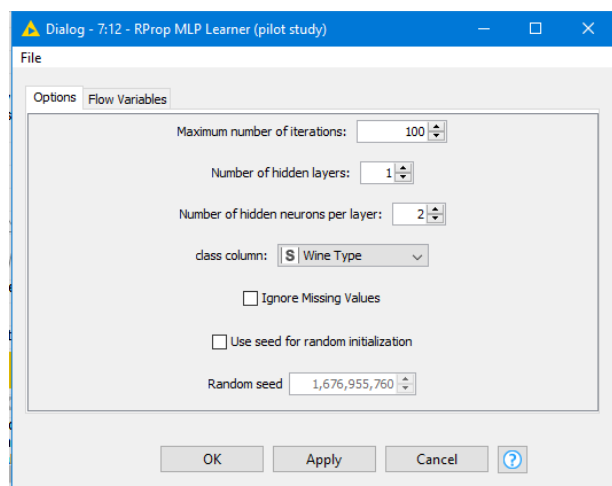 Dialog - 7:12 - RProp MLP Learner (pilot study)
File
Options Flow Variables
Maximum number of iterations: 100
Number of hidden layers: 1
Number of hidden neurons per layer: 2
class column: S Wine Type
Ignore Missing Values
Use seed for random initialization
Random seed 1,676,955,760
OK Apply Cancel ?